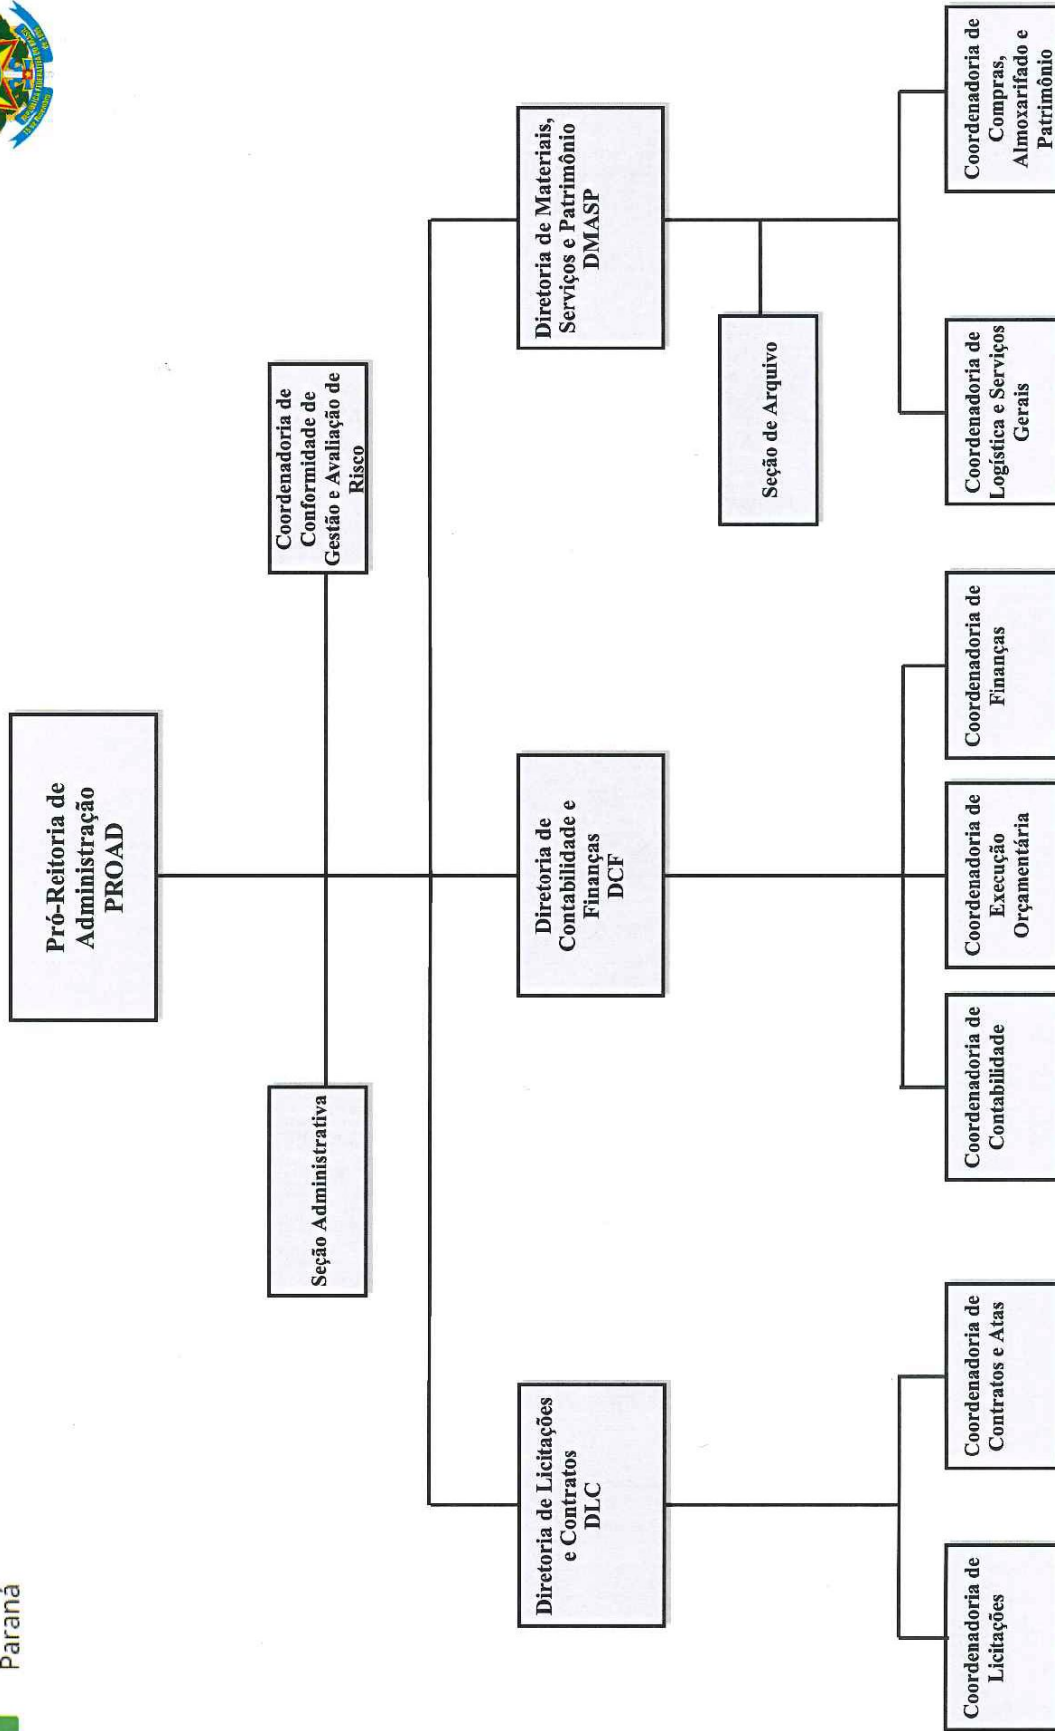 Paraná
Pró-Reitoria de
Administração
PROAD
Seção Administrativa
Coordenadoria de
Conformidade de
Gestão e Avaliação de
Risco
Diretoria de Licitações
e Contratos
DLC
Diretoria de
Contabilidade e
Finanças
DCF
Diretoria de Materiais,
Serviços e Patrimônio
DMASP
Seção de Arquivo
Coordenadoria de
Licitações
Coordenadoria de
Contratos e Atas
Coordenadoria de
Contabilidade
Coordenadoria de
Execução
Orçamentária
Coordenadoria de
Finanças
Coordenadoria de
Logística e Serviços
Gerais
Coordenadoria de
Compras,
Almoxarifado e
Patrimônio